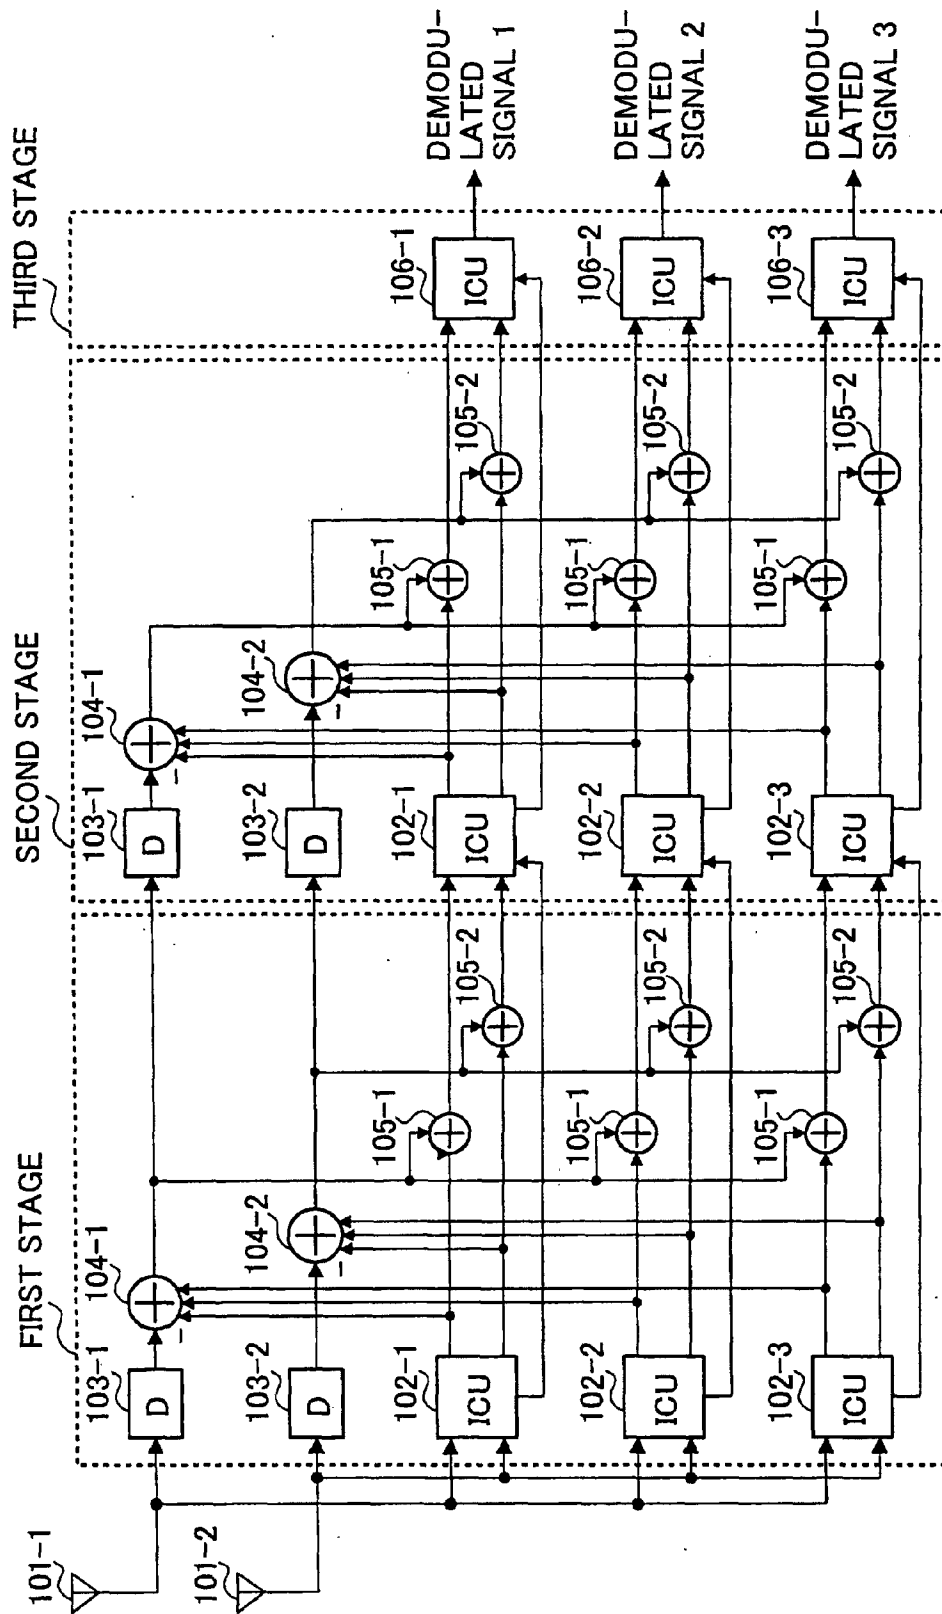 FIRST STAGE
SECOND STAGE
THIRD STAGE
101-1
101-2
103-1
D
104-1
-
103-2
D
104-2
-
102-1
ICU
105-1
105-2
102-2
ICU
105-1
105-2
102-3
ICU
105-1
105-2
103-1
D
104-1
-
103-2
D
104-2
-
102-1
ICU
105-1
105-2
102-2
ICU
105-1
105-2
102-3
ICU
105-1
105-2
106-1
ICU
106-2
ICU
106-3
ICU
DEMODU-
LATED
SIGNAL 1
DEMODU-
LATED
SIGNAL 2
DEMODU-
LATED
SIGNAL 3